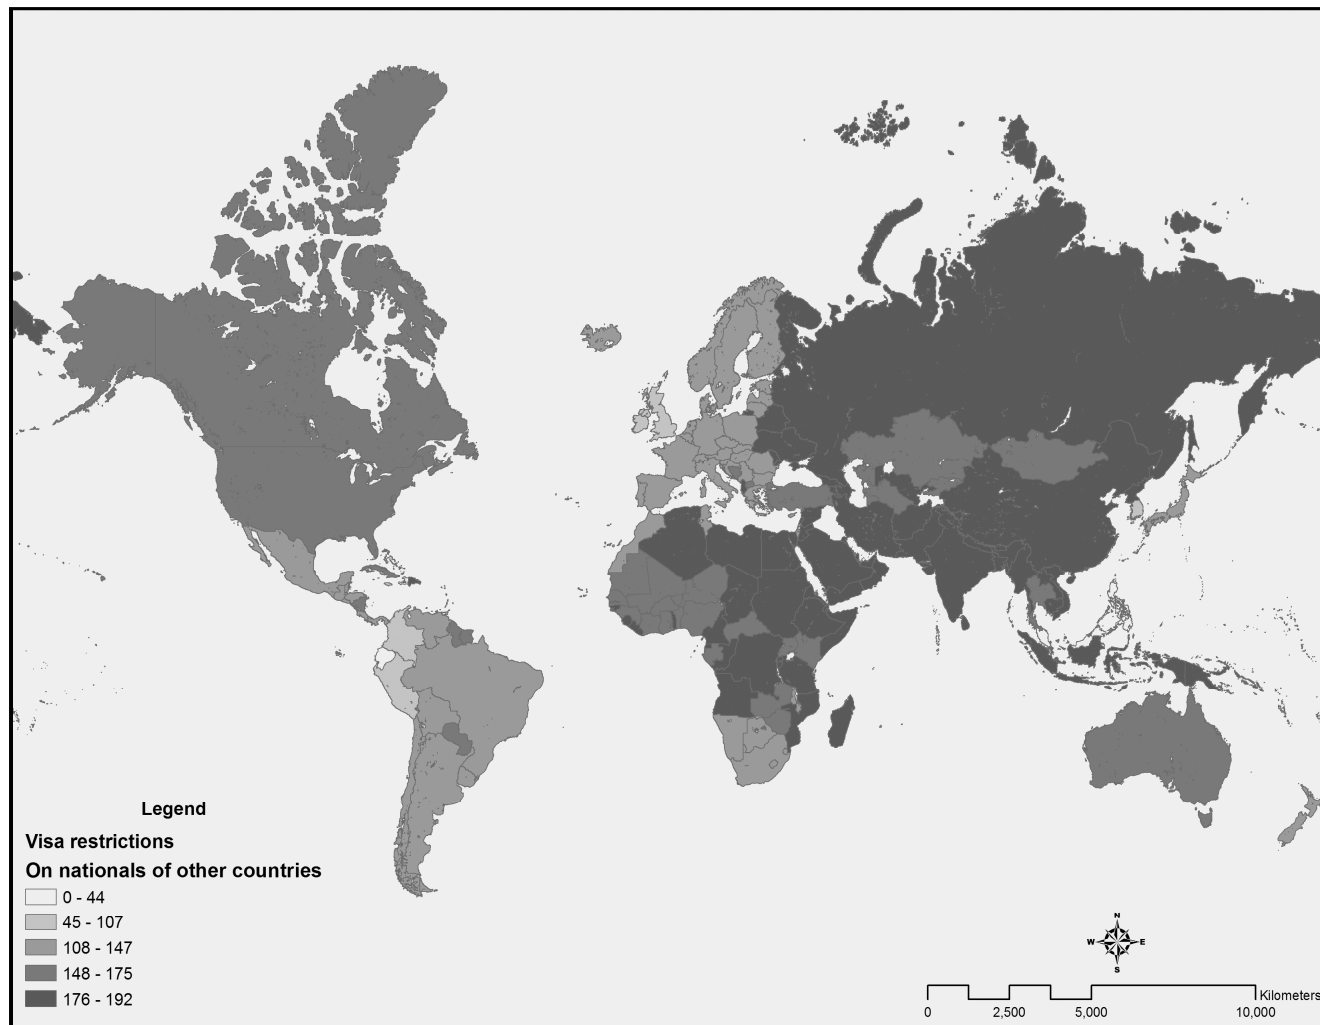 Legend
Visa restrictions
On nationals of other countries
0 - 44
45 - 107
108 - 147
148 - 175
176 - 192
N
W E
S
Kilometers
0 2,500 5,000 10,000